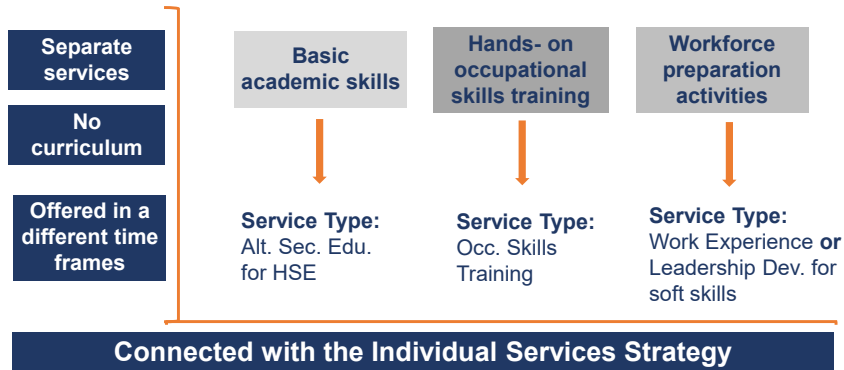 Separate
services
No
curriculum
Offered in a
different time
frames
Basic
academic skills
Hands- on
occupational
skills training
Workforce
preparation
activities
Service Type:
Alt. Sec. Edu.
for HSE
Service Type:
Occ. Skills
Training
Service Type:
Work Experience or
Leadership Dev. for
soft skills
Connected with the Individual Services Strategy